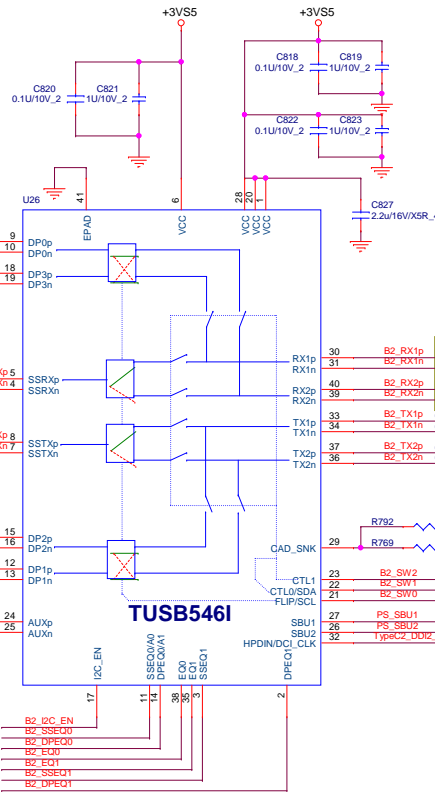 +3VS5
+3VS5
C820
0.1U/10V_2
C821
1U/10V_2
C818
0.1U/10V_2
C819
1U/10V_2
C822
0.1U/10V_2
C823
1U/10V_2
C827
2.2u/16V/X5R_
U26
41
6
28
20
1
EPAD
VCC
VCC
VCC
VCC
9
10
DP0p
DP0n
18
19
DP3p
DP3n
5
4
SSRXp
SSRXn
8
7
SSTXp
SSTXn
15
16
DP2p
DP2n
12
13
DP1p
DP1n
24
25
AUXp
AUXn
RX1p
RX1n
30
31
B2_RX1p
B2_RX1n
RX2p
RX2n
40
39
B2_RX2p
B2_RX2n
TX1p
TX1n
33
34
B2_TX1p
B2_TX1n
TX2p
TX2n
37
36
B2_TX2p
B2_TX2n
CAD_SNK
29
R792
R769
CTL1
CTL0/SDA
FLIP/SCL
23
22
21
B2_SW2
B2_SW1
B2_SW0
SBU1
SBU2
HPDIN/DCI_CLK
27
26
32
PS_SBU1
PS_SBU2
TypeC2_DDI2_
TUSB546I
I2C_EN
SSEQ0/A0
DPEQ0/A1
EQ0
EQ1
SSEQ1
DPEQ1
17
11
14
38
35
3
2
B2_I2C_EN
B2_SSEQ0
B2_DPEQ0
B2_EQ0
B2_EQ1
B2_SSEQ1
B2_DPEQ1